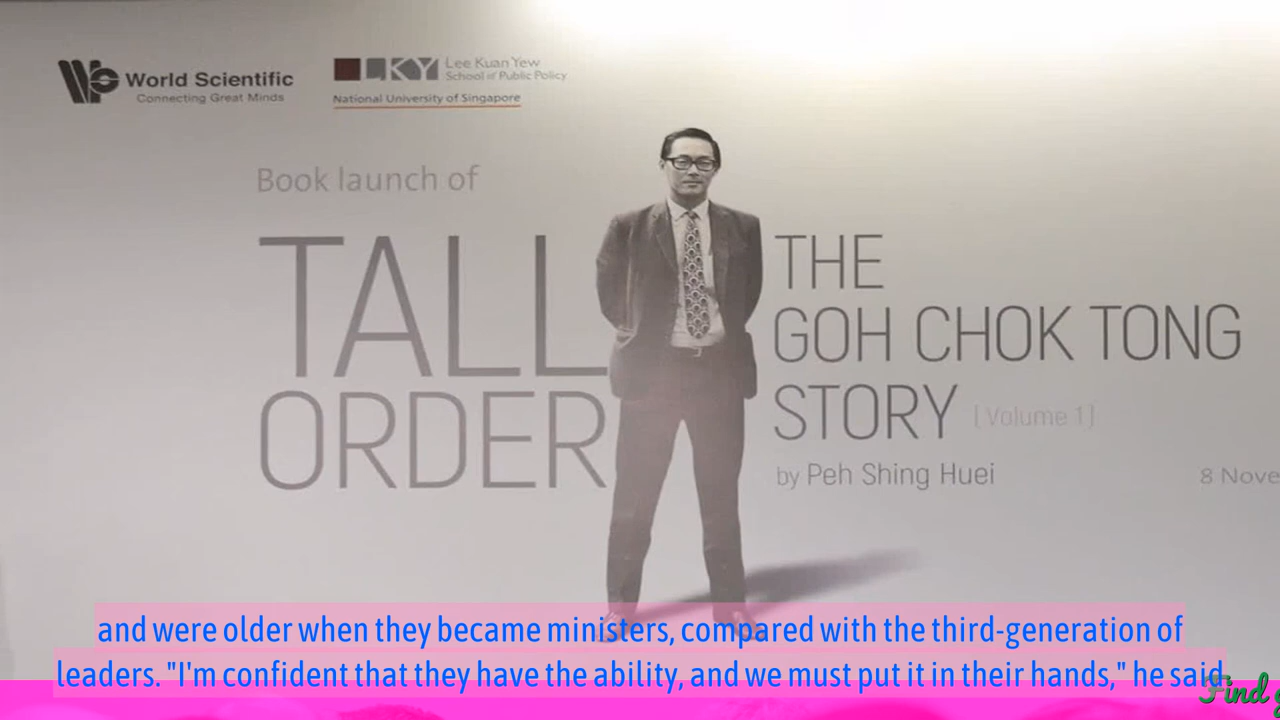 World Scientific
Connecting Great Minds
LKY
Lee Kuan Yew
School of Public Policy
National University of Singapore
Book launch of
TALL
ORDER
THE
GOH CHOK TONG
STORY [Volume 1]
by Peh Shing Huei
8 Nove
and were older when they became ministers, compared with the third-generation of
leaders. "I'm confident that they have the ability, and we must put it in their hands," he said.
Find